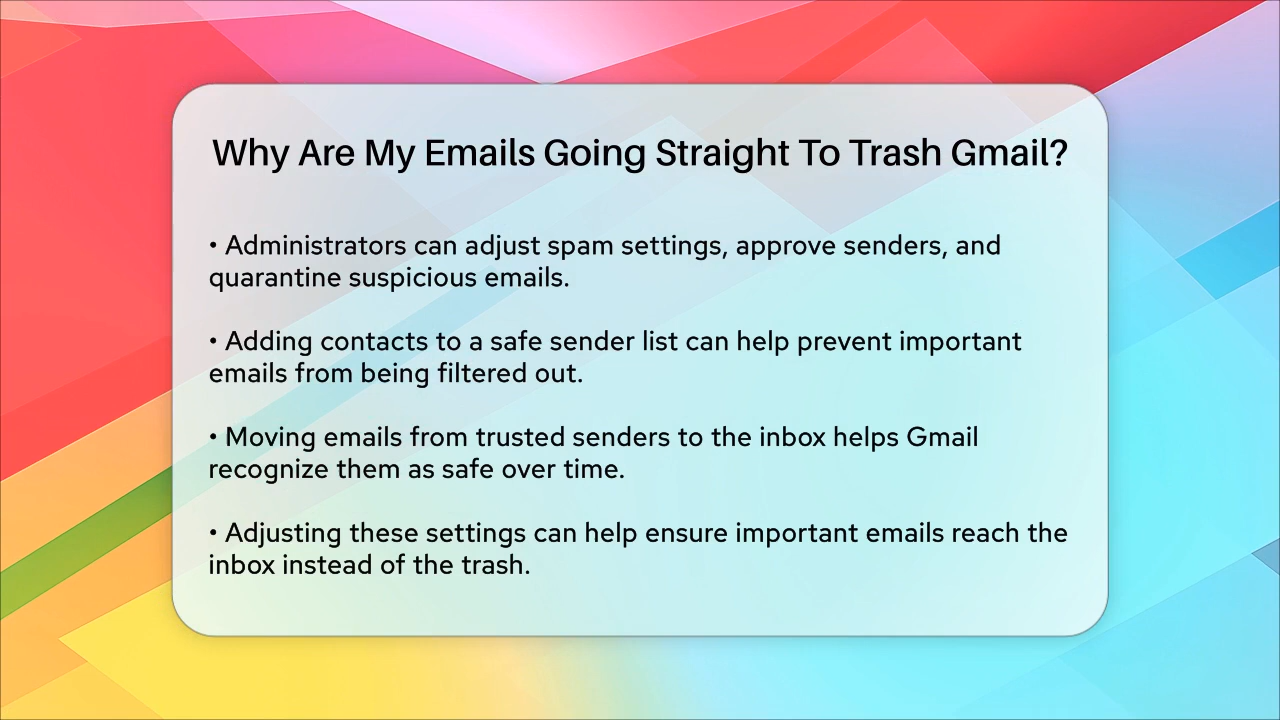 Why Are My Emails Going Straight To Trash Gmail?
• Administrators can adjust spam settings, approve senders, and
quarantine suspicious emails.
• Adding contacts to a safe sender list can help prevent important
emails from being filtered out.
• Moving emails from trusted senders to the inbox helps Gmail
recognize them as safe over time.
• Adjusting these settings can help ensure important emails reach the
inbox instead of the trash.